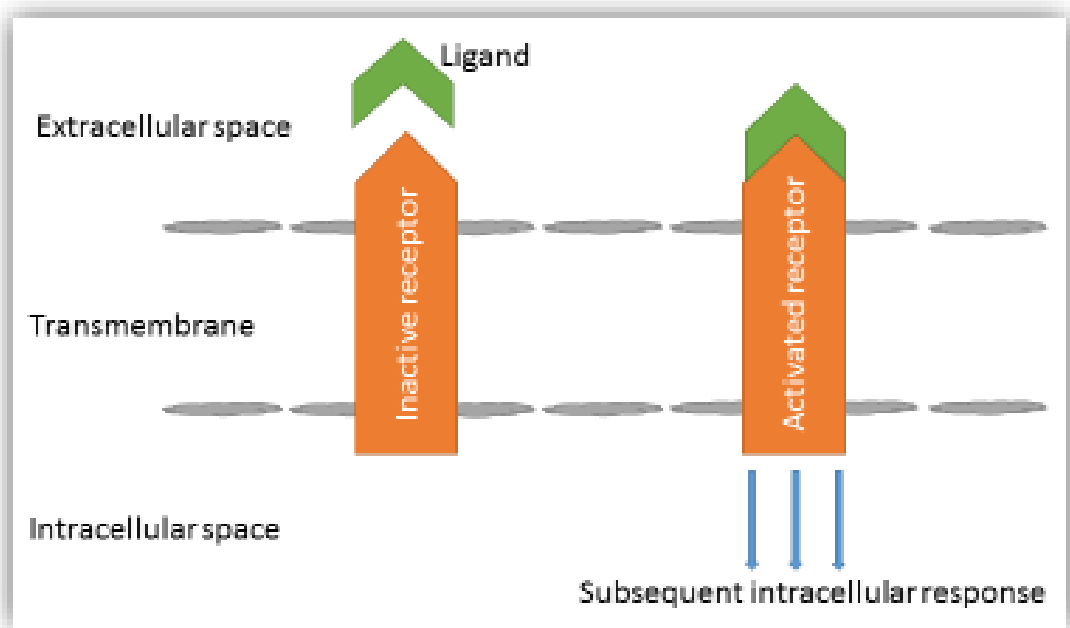 Ligand
Extracellular space
Inactive receptor
Activated receptor
Transmembrane
Intracellular space
Subsequent intracellular response